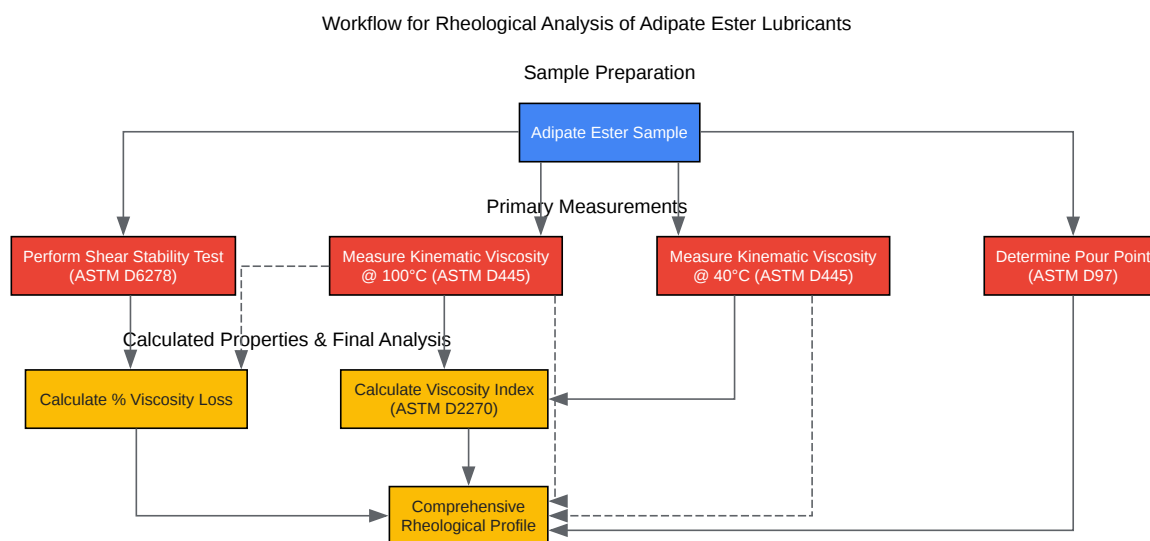 Workflow for Rheological Analysis of Adipate Ester Lubricants
Sample Preparation
Adipate Ester Sample
Primary Measurements
Perform Shear Stability Test
(ASTM D6278)
Measure Kinematic Viscosity
@ 100°C (ASTM D445)
Measure Kinematic Viscosity
@ 40°C (ASTM D445)
Determine Pour Point
(ASTM D97)
Calculated Properties & Final Analysis
Calculate % Viscosity Loss
Calculate Viscosity Index
(ASTM D2270)
Comprehensive
Rheological Profile